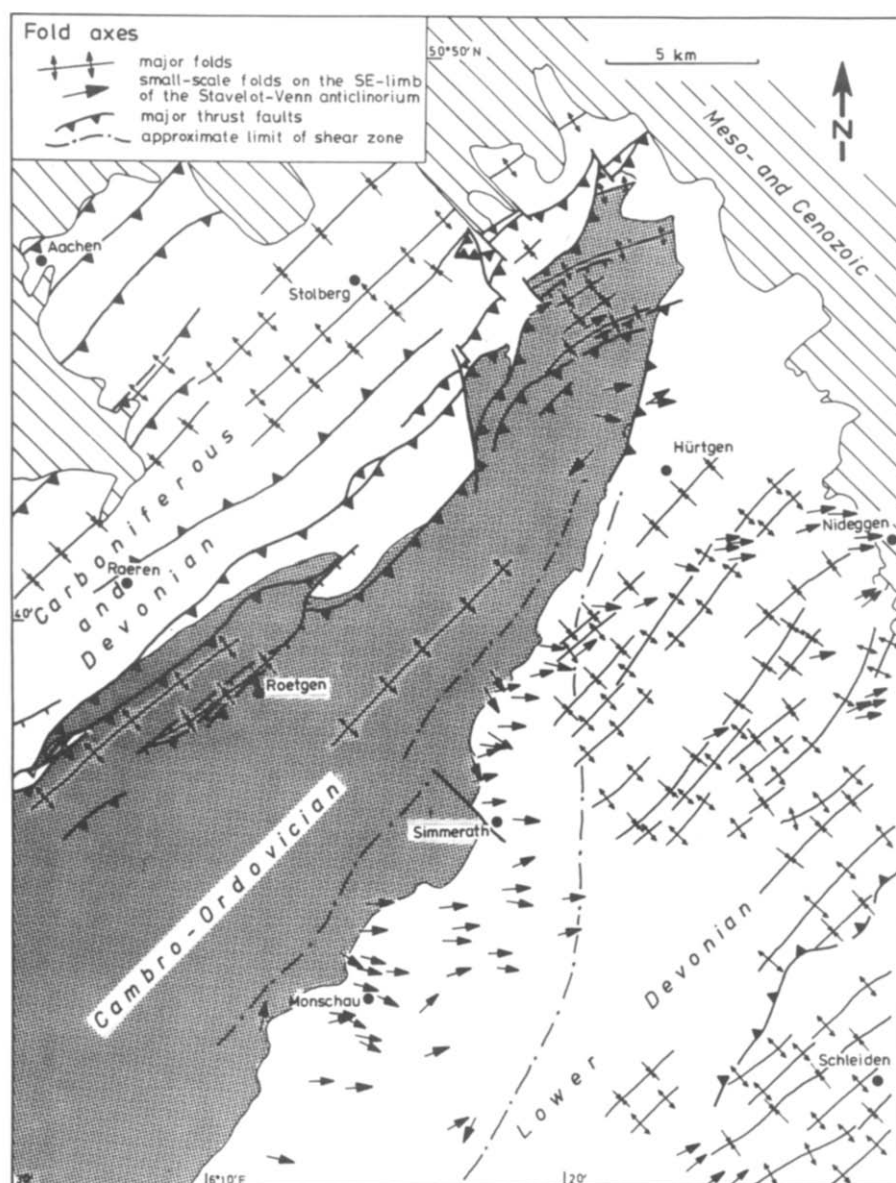 Fold axes
major folds
small-scale folds on the SE-limb
of the Stavelot-Venn anticlinorium
major thrust faults
approximate limit of shear zone
50°50'N
5 km
N
Meso- and Cenozoic
Aachen
Stolberg
Hürtgen
Nideggen
Carboniferous
and
Devonian
Raeren
40'
Roetgen
Simmerath
Cambro-Ordovician
Monschau
Lower Devonian
Schleiden
6°10'E
20'